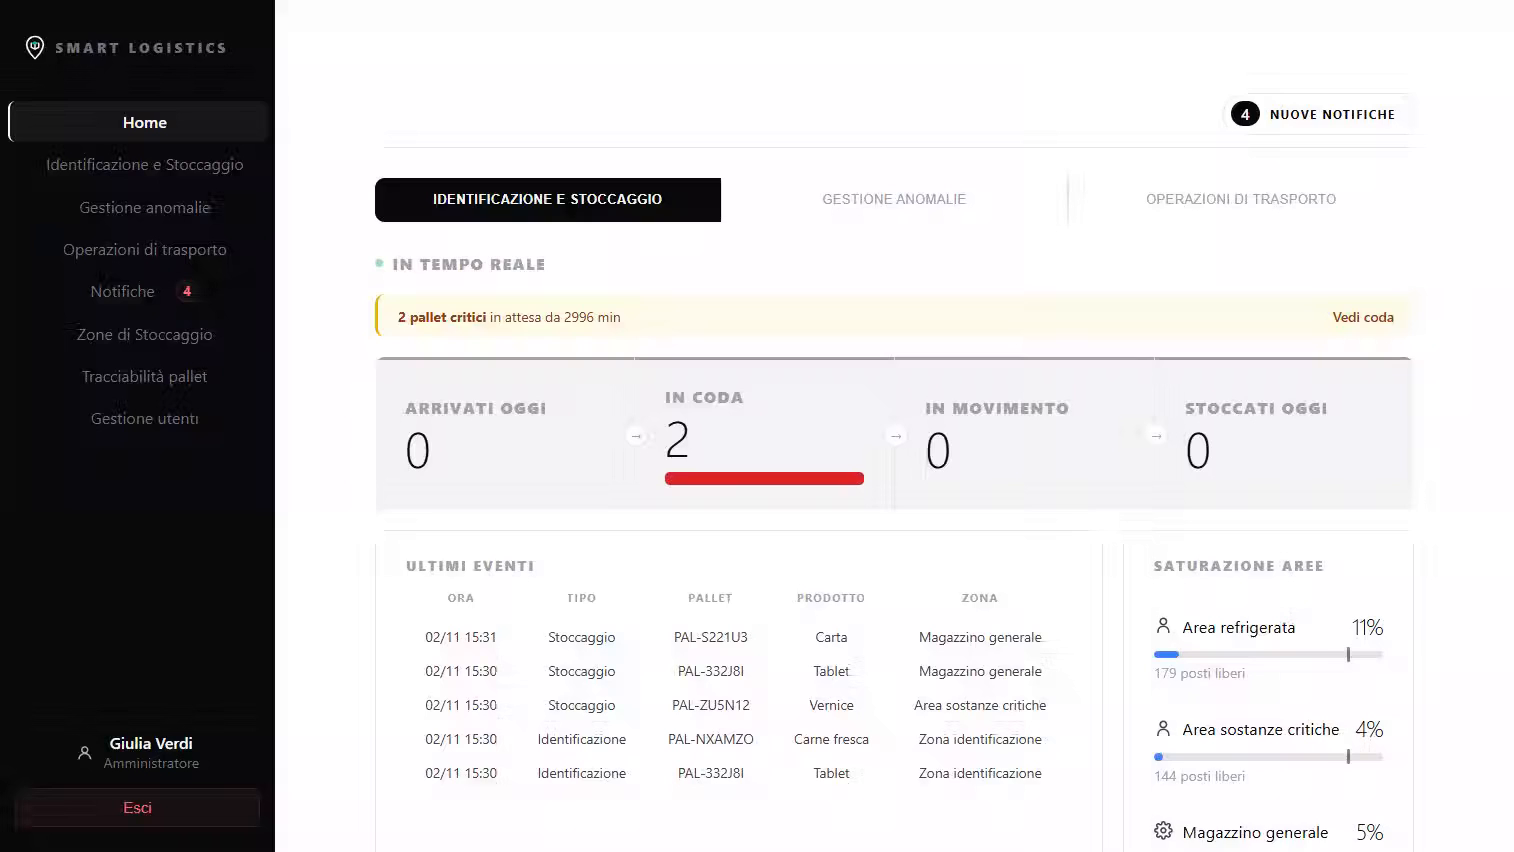 SMART LOGISTICS
Home
Identificazione e Stoccaggio
Gestione anomalie
Operazioni di trasporto
Notifiche 4
Zone di Stoccaggio
Tracciabilità pallet
Gestione utenti
Giulia Verdi
Amministratore
Esci
4 NUOVE NOTIFICHE
IDENTIFICAZIONE E STOCCAGGIO GESTIONE ANOMALIE OPERAZIONI DI TRASPORTO
IN TEMPO REALE
2 pallet critici in attesa da 2996 min Vedi coda
ARRIVATI OGGI
0
→
IN CODA
2
→
IN MOVIMENTO
0
→
STOCCATI OGGI
0
ULTIMI EVENTI
ORA TIPO PALLET PRODOTTO ZONA
02/11 15:31 Stoccaggio PAL-S221U3 Carta Magazzino generale
02/11 15:30 Stoccaggio PAL-332J8I Tablet Magazzino generale
02/11 15:30 Stoccaggio PAL-ZU5N12 Vernice Area sostanze critiche
02/11 15:30 Identificazione PAL-NXAMZO Carne fresca Zona identificazione
02/11 15:30 Identificazione PAL-332J8I Tablet Zona identificazione
SATURAZIONE AREE
Area refrigerata 11%
179 posti liberi
Area sostanze critiche 4%
144 posti liberi
Magazzino generale 5%